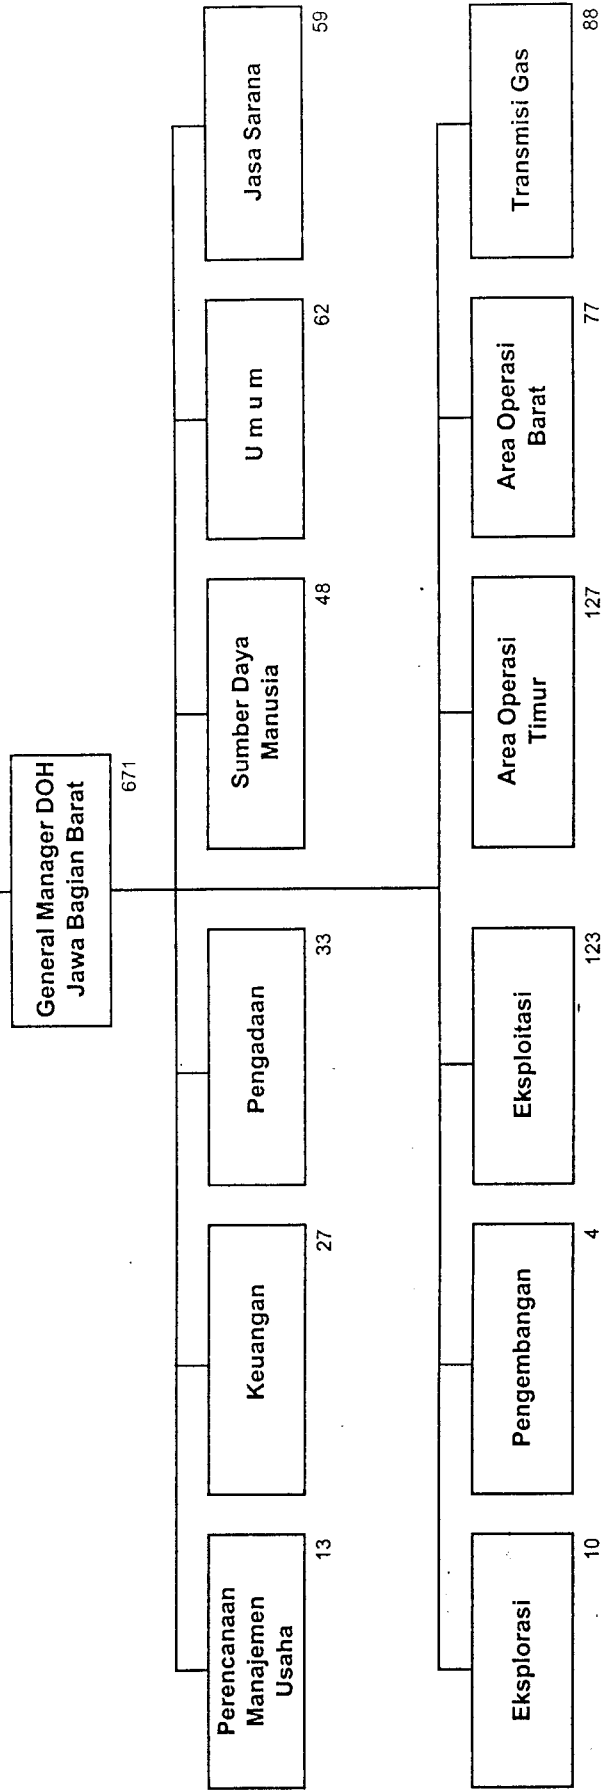 General Manager DOH
Jawa Bagian Barat
671
Perencanaan
Manajemen
Usaha
13
Keuangan
27
Pengadaan
33
Sumber Daya
Manusia
48
U m u m
62
Jasa Sarana
59
Eksplorasi
10
Pengembangan
4
Eksploitasi
123
Area Operasi
Timur
127
Area Operasi
Barat
77
Transmisi Gas
88